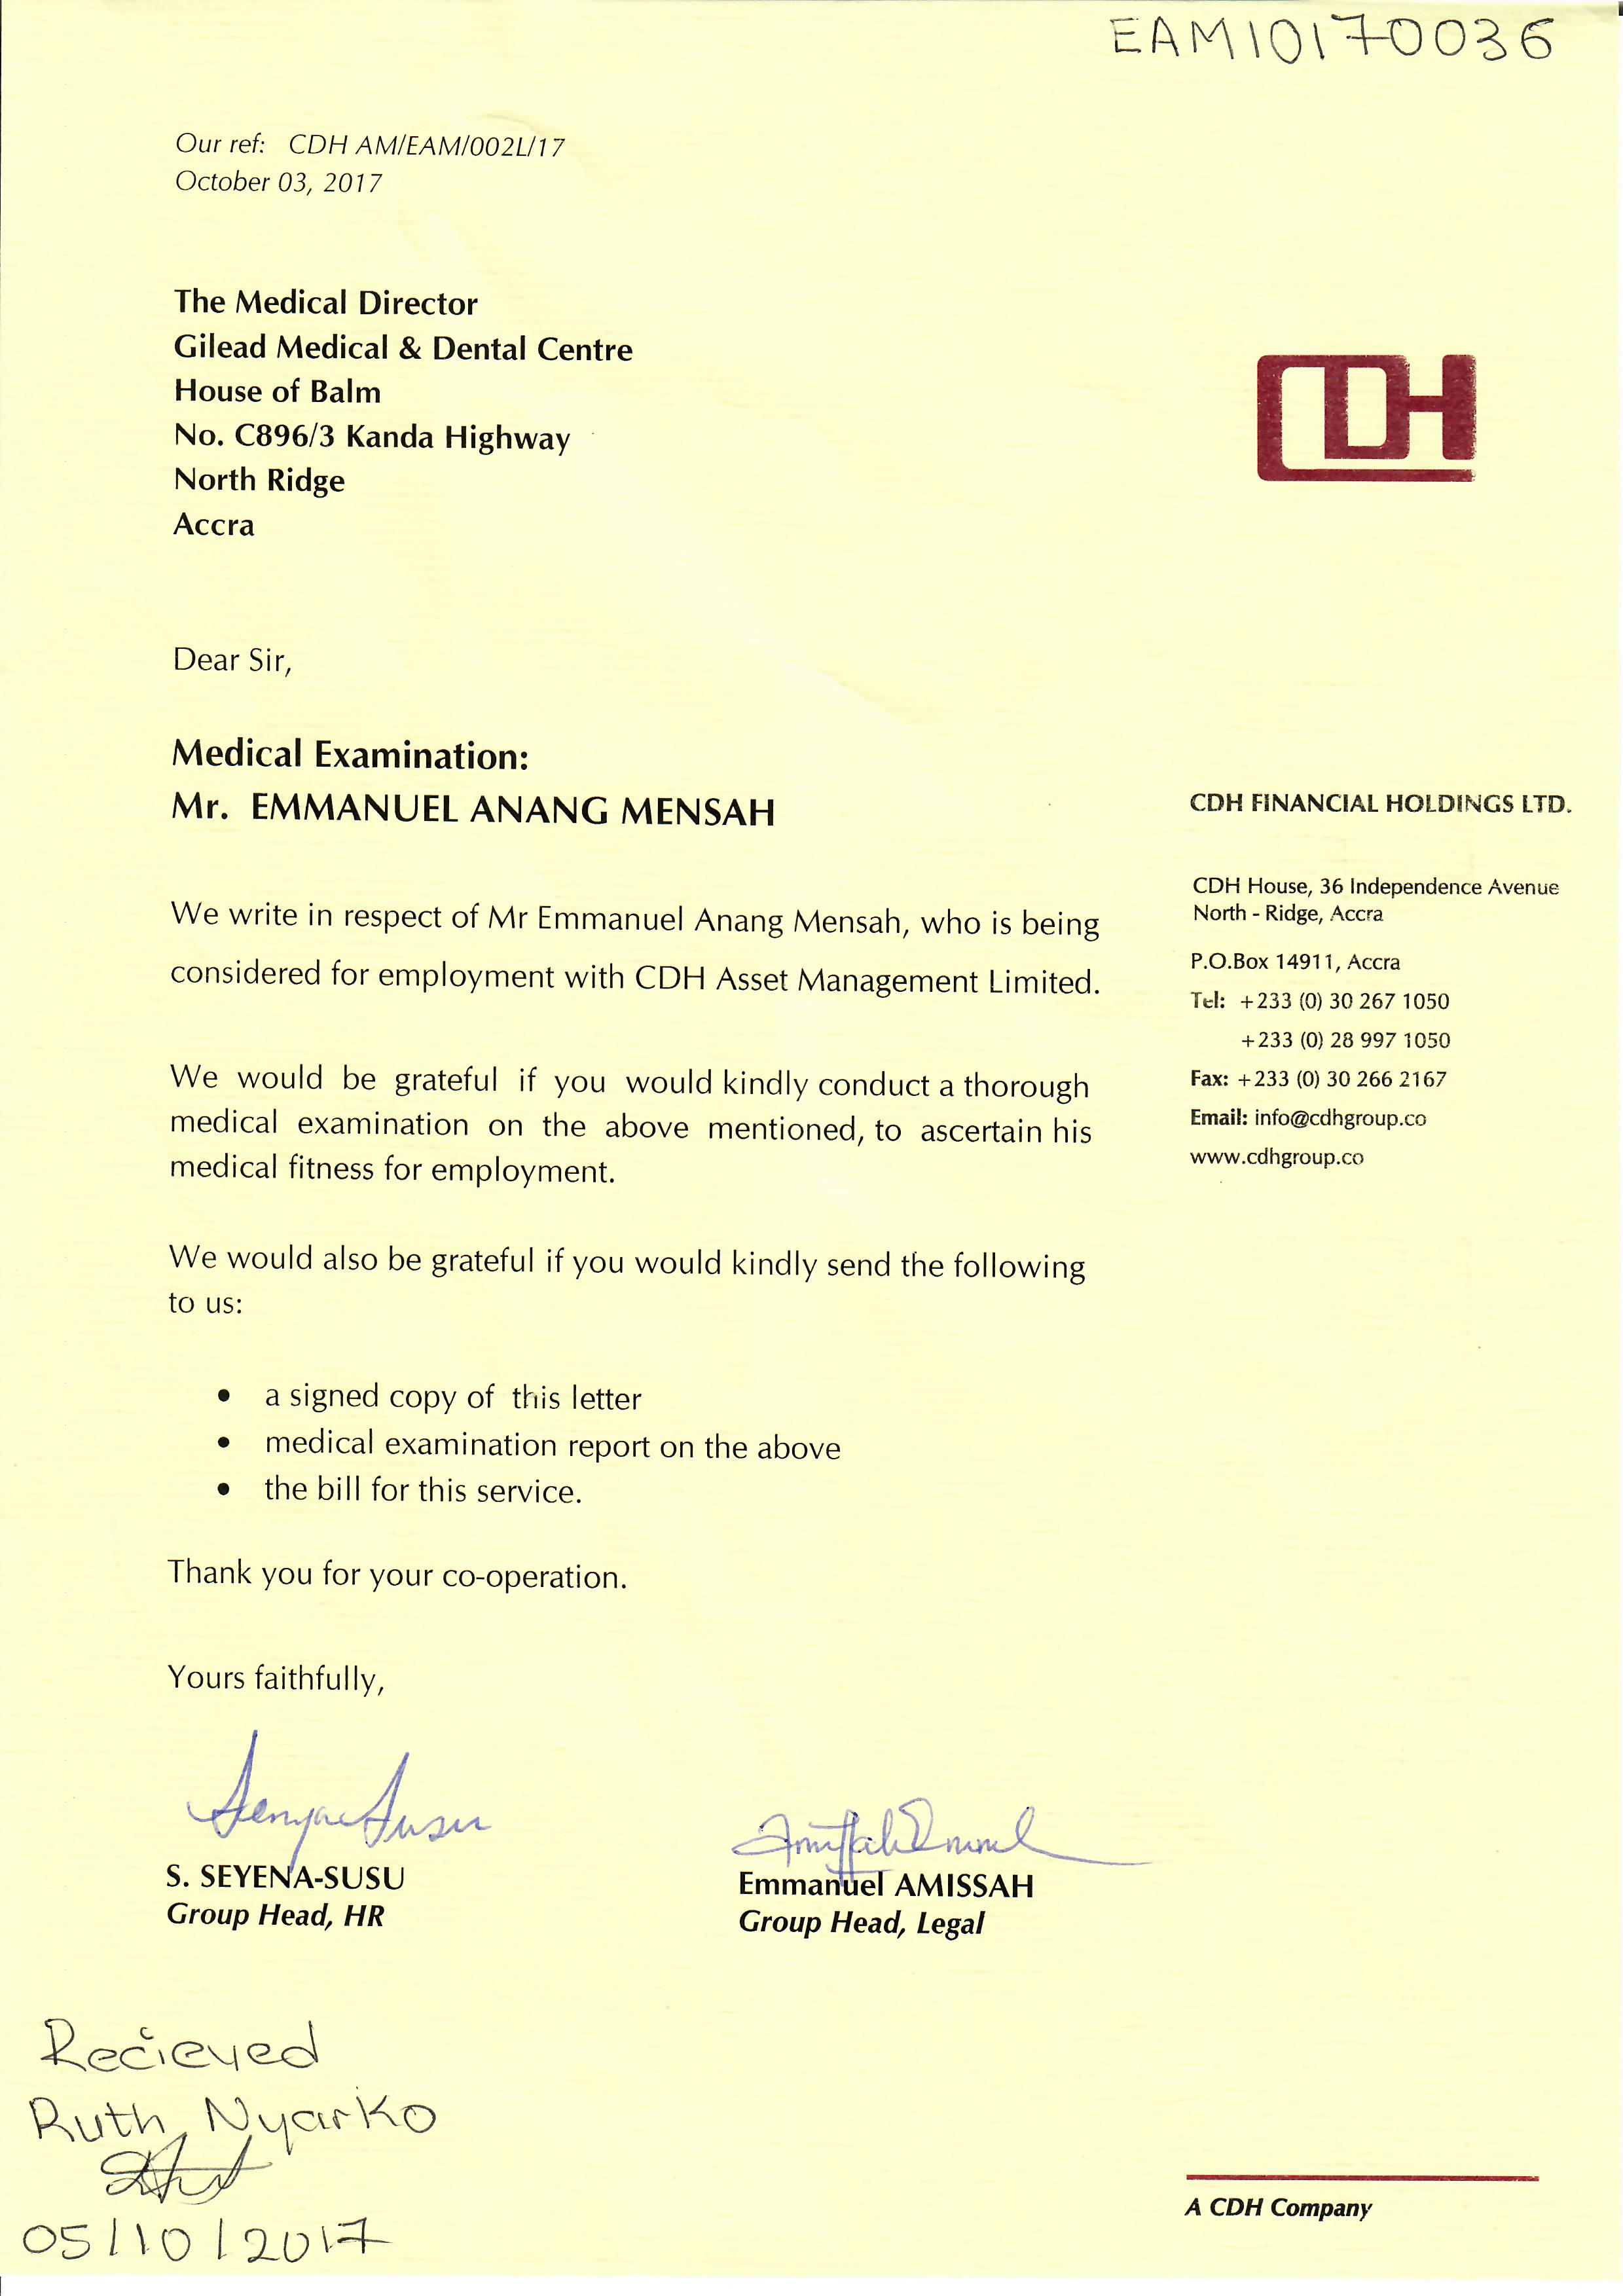 EAM10170036
Our ref: CDH AM/EAM/002L/17
October 03, 2017
The Medical Director
Gilead Medical & Dental Centre
House of Balm
No. C896/3 Kanda Highway
North Ridge
Accra
CDH
Dear Sir,
Medical Examination:
Mr. EMMANUEL ANANG MENSAH
We write in respect of Mr Emmanuel Anang Mensah, who is being
considered for employment with CDH Asset Management Limited.
We would be grateful if you would kindly conduct a thorough
medical examination on the above mentioned, to ascertain his
medical fitness for employment.
We would also be grateful if you would kindly send the following
to us:
• a signed copy of this letter
• medical examination report on the above
• the bill for this service.
Thank you for your co-operation.
Yours faithfully,
S. SEYENA-SUSU
Group Head, HR
Emmanuel AMISSAH
Group Head, Legal
CDH FINANCIAL HOLDINGS LTD.
CDH House, 36 Independence Avenue
North - Ridge, Accra
P.O.Box 14911, Accra
Tel: +233 (0) 30 267 1050
+233 (0) 28 997 1050
Fax: +233 (0) 30 266 2167
Email: info@cdhgroup.co
www.cdhgroup.co
Recieved
Ruth Nyarko
05/10/2017
A CDH Company